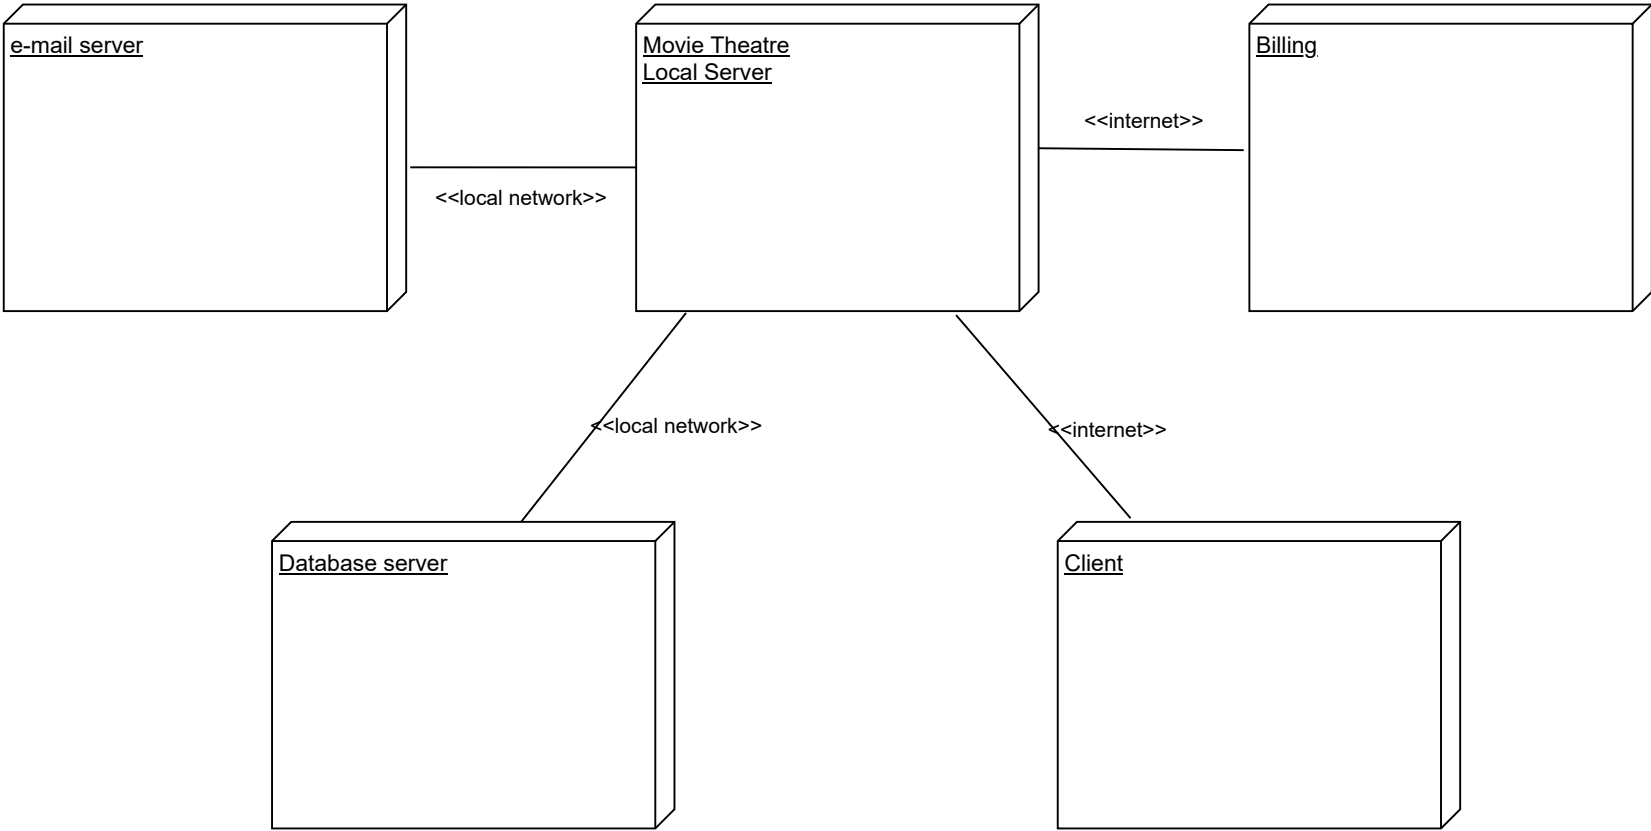 e-mail server
Movie Theatre
Local Server
Billing
<<internet>>
<<local network>>
<<local network>>
<<internet>>
Database server
Client